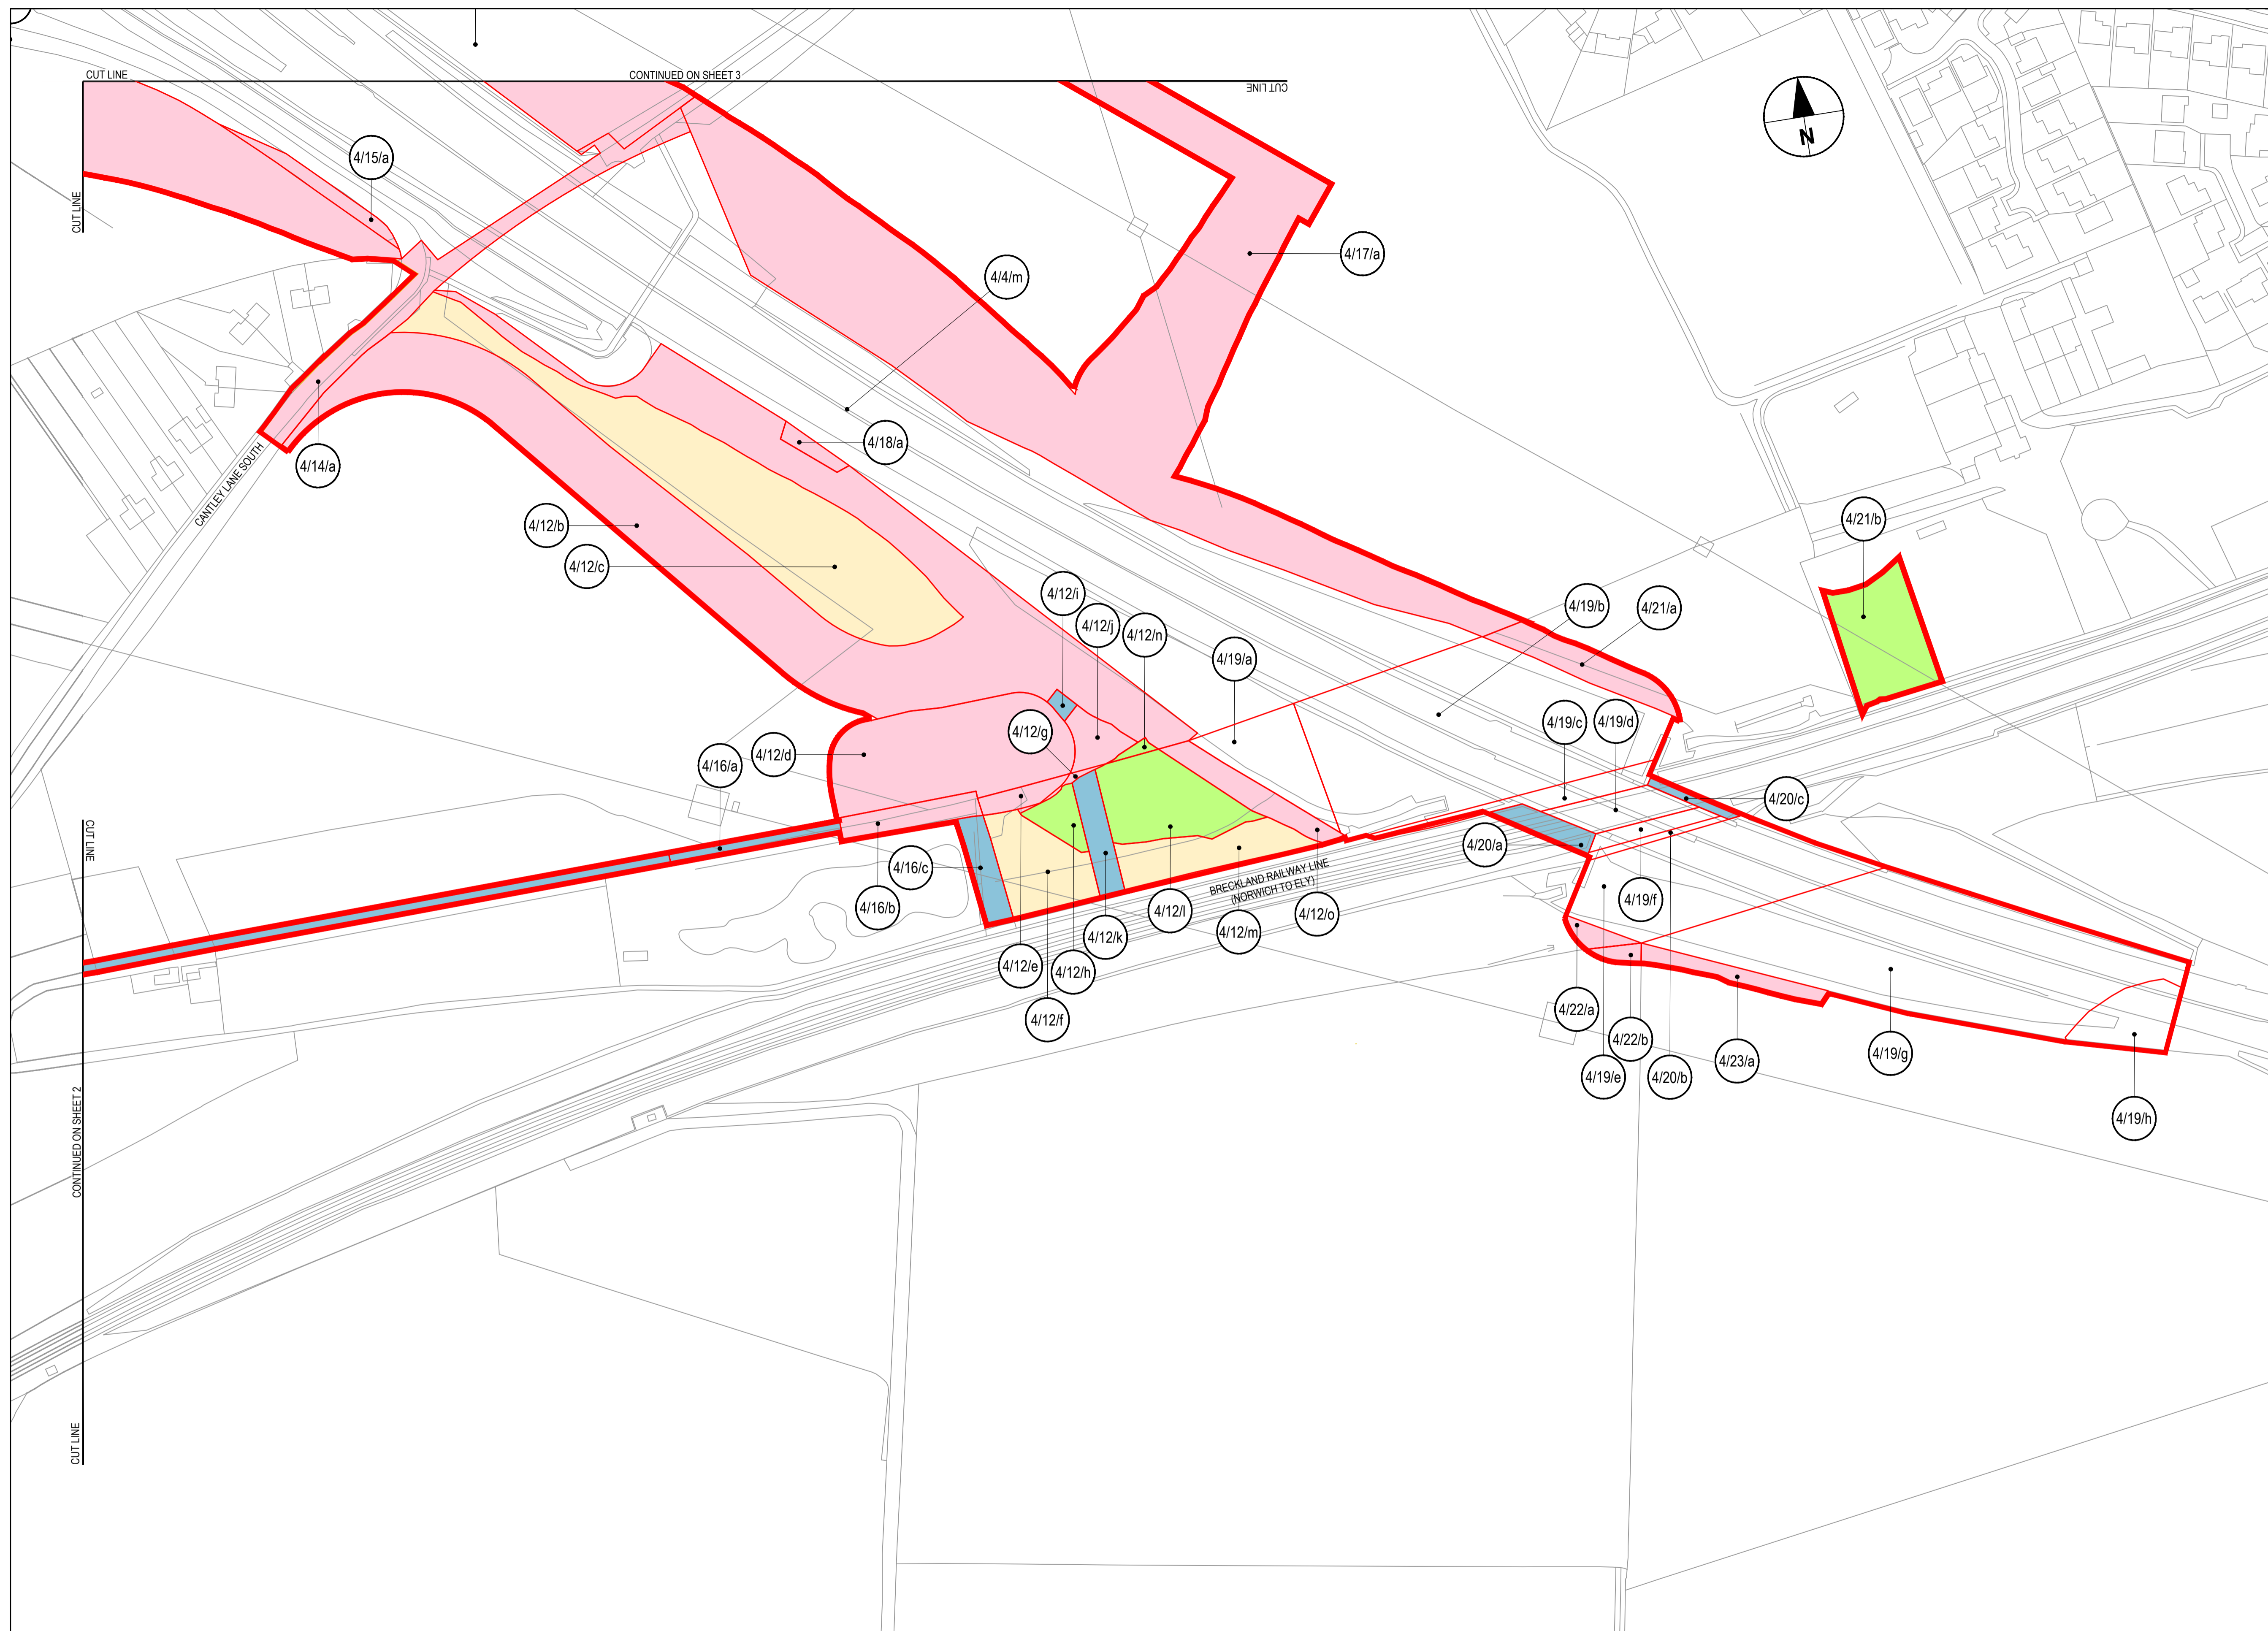 CUT LINE
CONTINUED ON SHEET 3
CUT LINE
CUT LINE
N
4/15/a
4/17/a
4/4/m
4/18/a
4/14/a
CANTLEY LANE SOUTH
4/12/b
4/12/c
4/21/b
4/12/i
4/12/j
4/12/n
4/19/b
4/21/a
4/19/a
4/12/g
4/19/c
4/19/d
4/12/d
4/16/a
4/20/c
CUT LINE
4/20/a
4/16/c
4/16/b
BRECKLAND RAILWAY LINE
(NORWICH TO ELY)
4/12/l
4/12/o
4/19/f
4/12/k
4/12/m
4/12/e
4/12/h
4/12/f
4/22/a
4/22/b
4/23/a
4/19/g
4/19/e
4/20/b
4/19/h
CONTINUED ON SHEET 2
CUT LINE